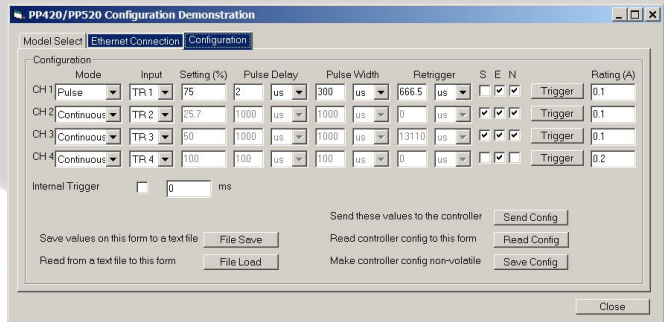 PP420/PP520 Configuration Demonstration
Model Select Ethernet Connection Configuration
Configuration
Mode Input Setting (%) Pulse Delay Pulse Width Retrigger S E N Rating (A)
CH 1 Pulse TR 1 75 2 us 300 us 666.5 us Trigger 0.1
CH 2 Continuous TR 2 25.7 1000 us 1000 us 0 us Trigger 0.1
CH 3 Continuous TR 3 50 1000 us 1000 us 13110 us Trigger 0.1
CH 4 Continuous TR 4 100 100 us 100 us 0 us Trigger 0.2
Internal Trigger 0 ms
Send these values to the controller Send Config
Save values on this form to a text file File Save Read controller config to this form Read Config
Read from a text file to this form File Load Make controller config non-volatile Save Config
Close